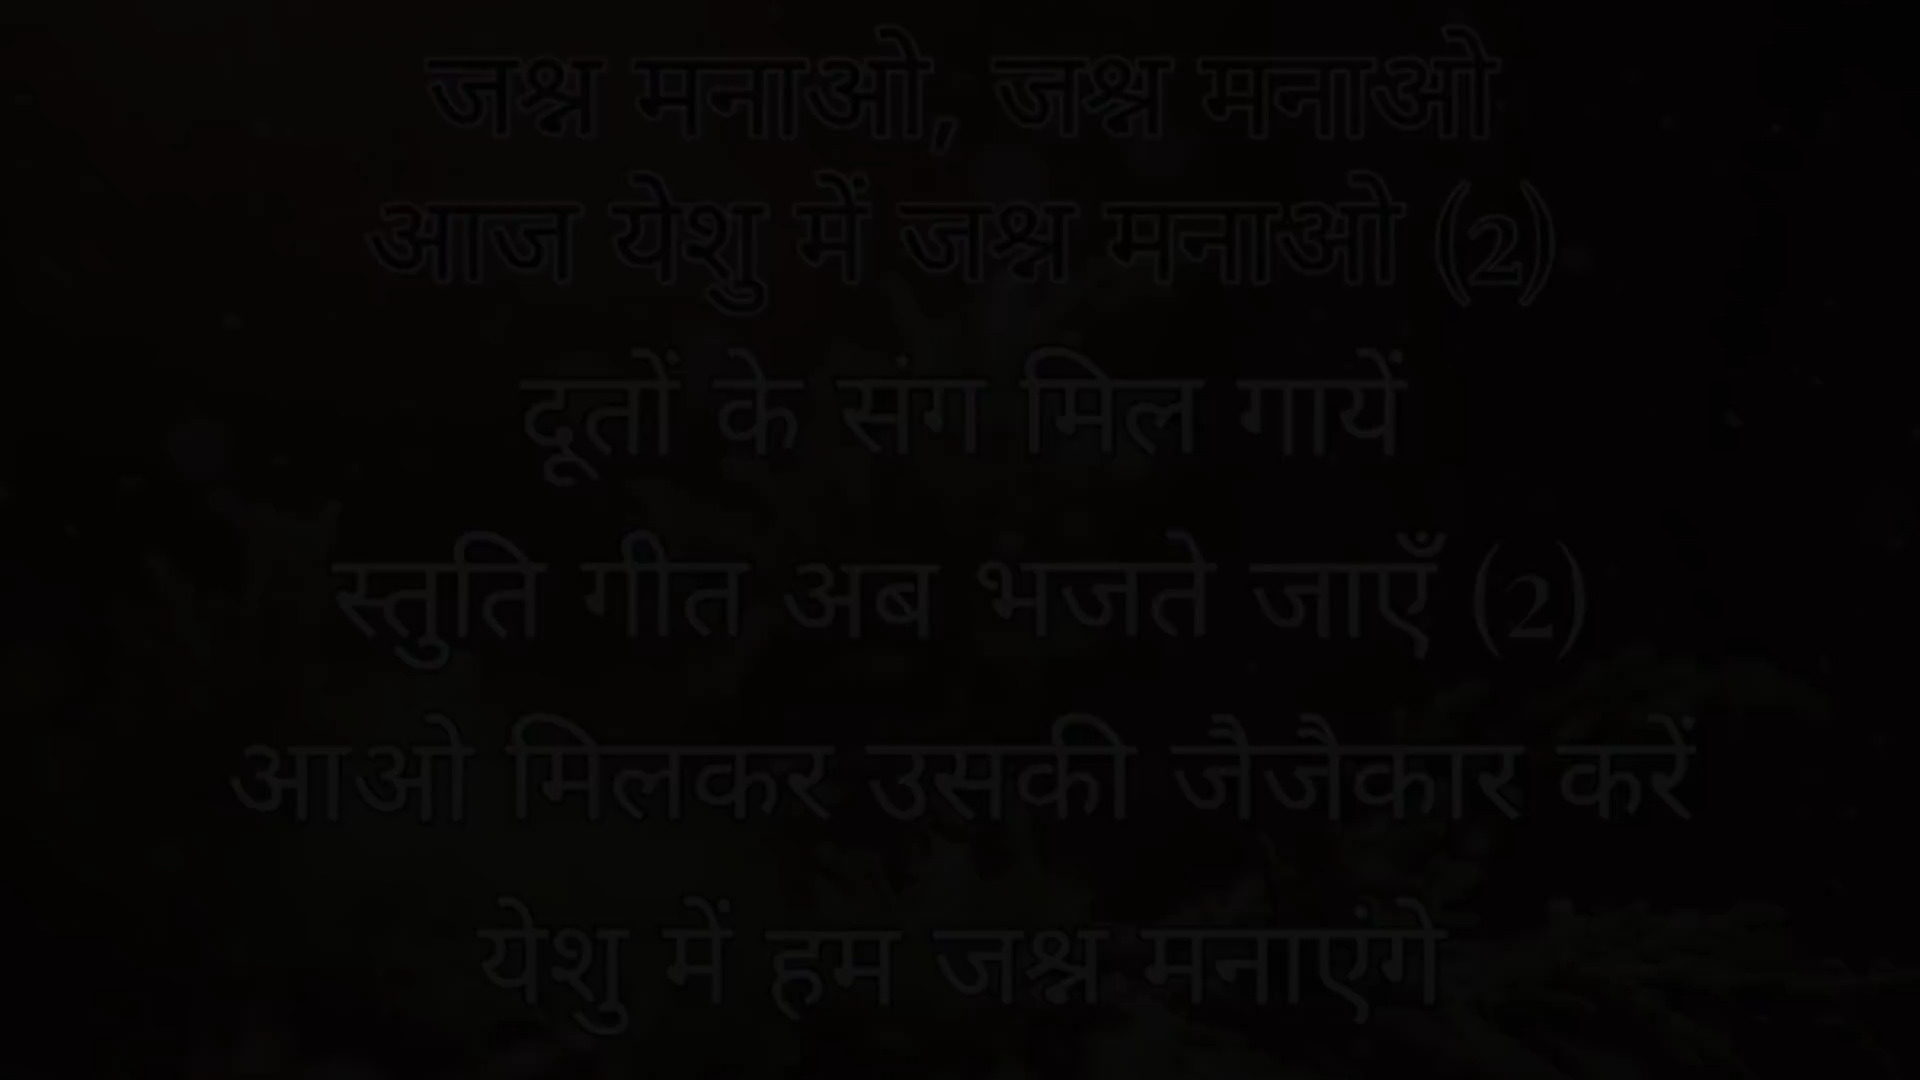 जश्न मनाओ, जश्न मनाओ
आज येशु में जश्न मनाओ (2)
दूतों के संग मिल गायें
स्तुति गीत अब भजते जाएँ (2)
आओ मिलकर उसकी जैजैकार करें
येशु में हम जश्न मनाएंगे